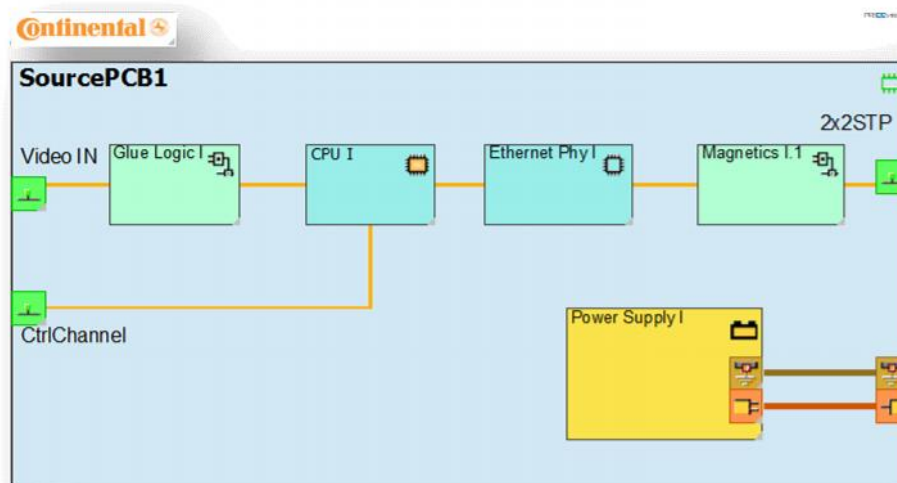 Continental
SourcePCB1
2x2STP
Video IN
Glue Logic I
CPU I
Ethernet Phy I
Magnetics I.1
CtrlChannel
Power Supply I